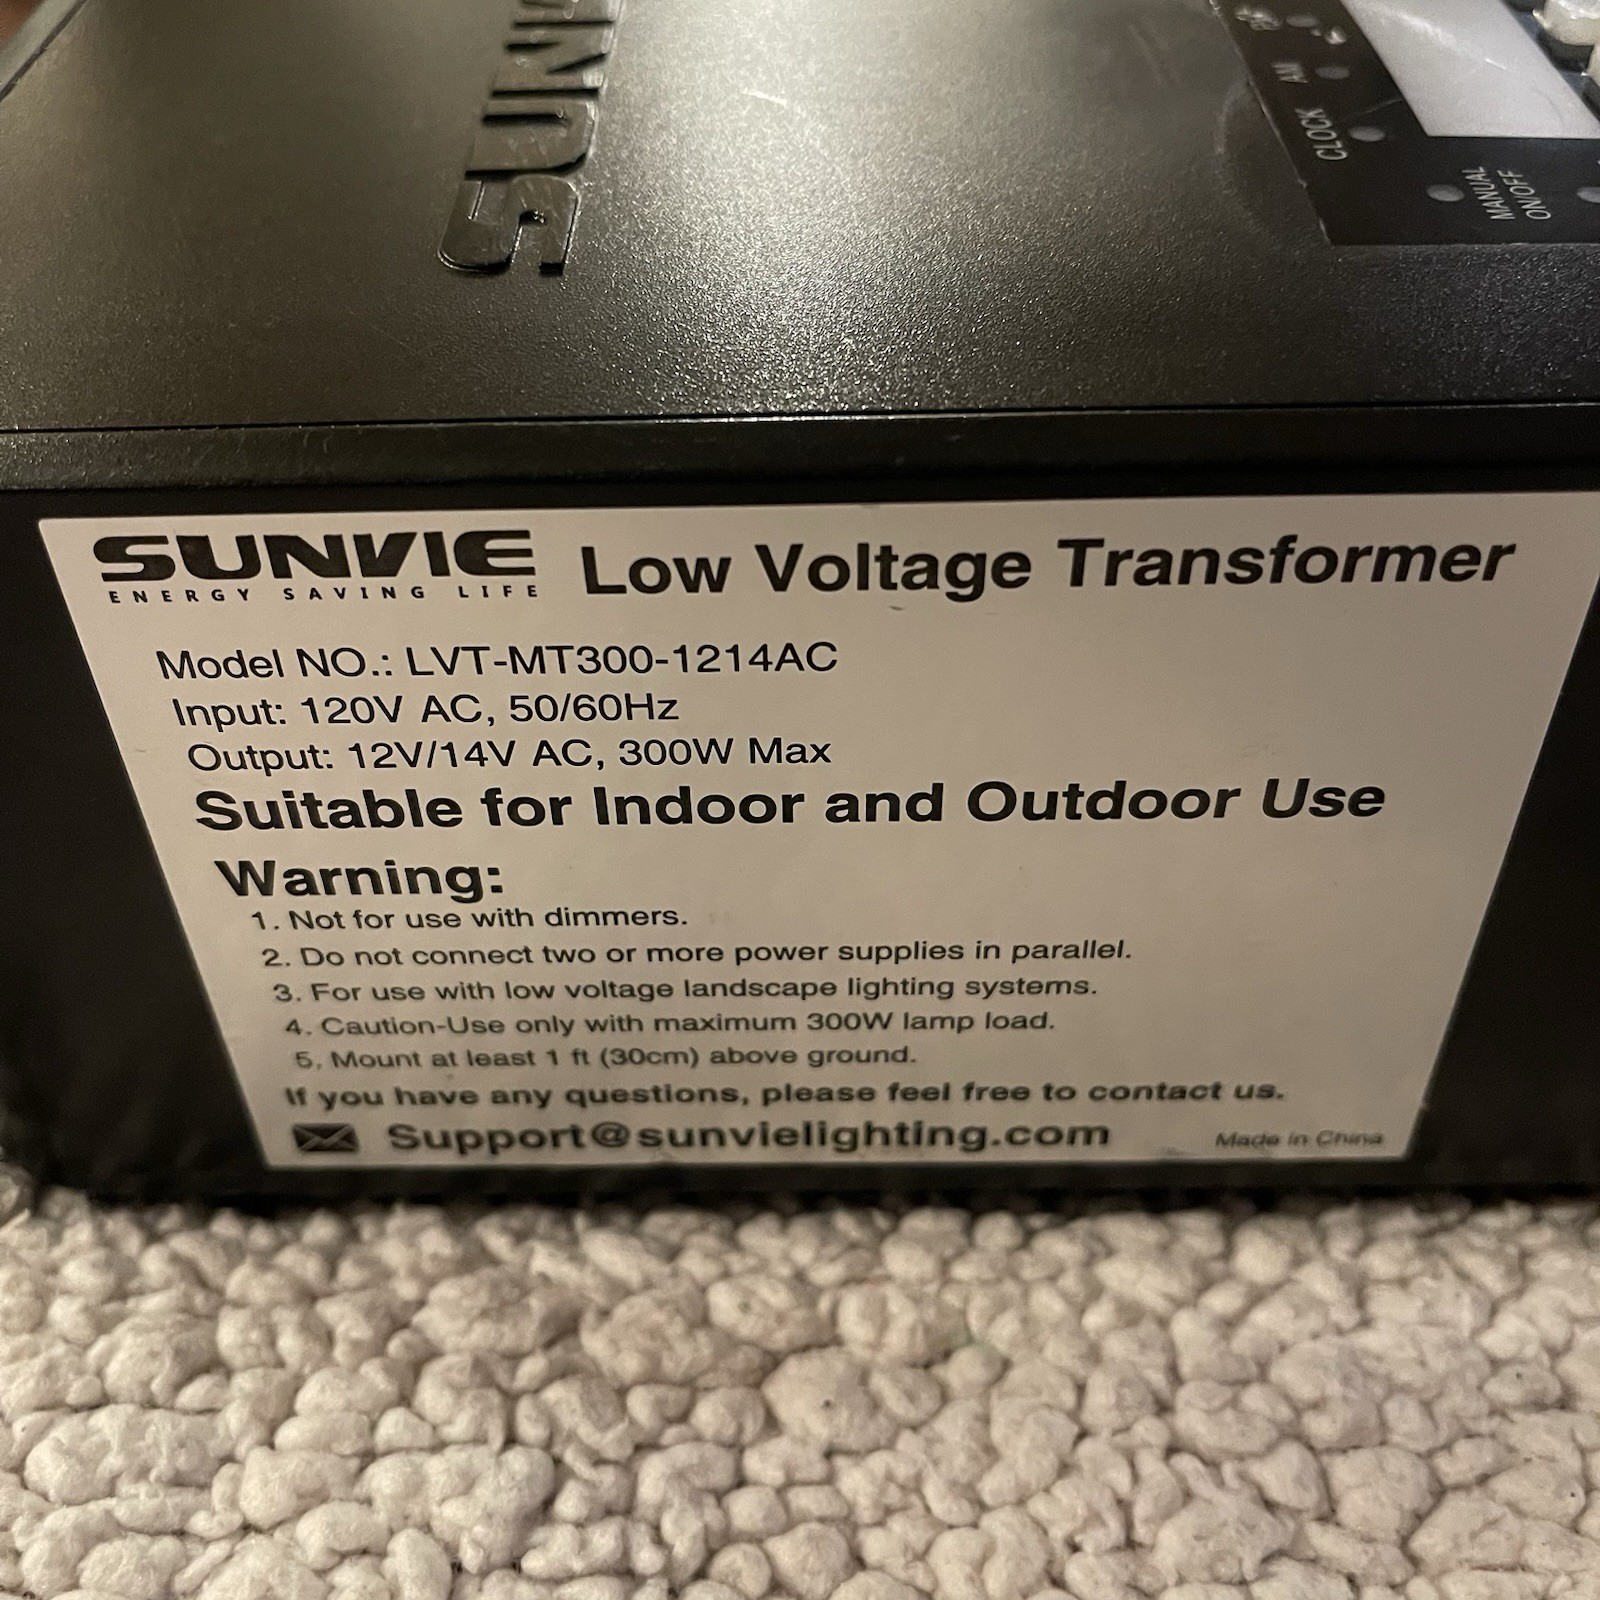 SUNV
AM
CLOCK
MANUAL
ON/OFF
SUNVIE Low Voltage Transformer
ENERGY SAVING LIFE
Model NO.: LVT-MT300-1214AC
Input: 120V AC, 50/60Hz
Output: 12V/14V AC, 300W Max
Suitable for Indoor and Outdoor Use
Warning:
1. Not for use with dimmers.
2. Do not connect two or more power supplies in parallel.
3. For use with low voltage landscape lighting systems.
4. Caution-Use only with maximum 300W lamp load.
5. Mount at least 1 ft (30cm) above ground.
If you have any questions, please feel free to contact us.
Support@sunvielighting.com
Made in China